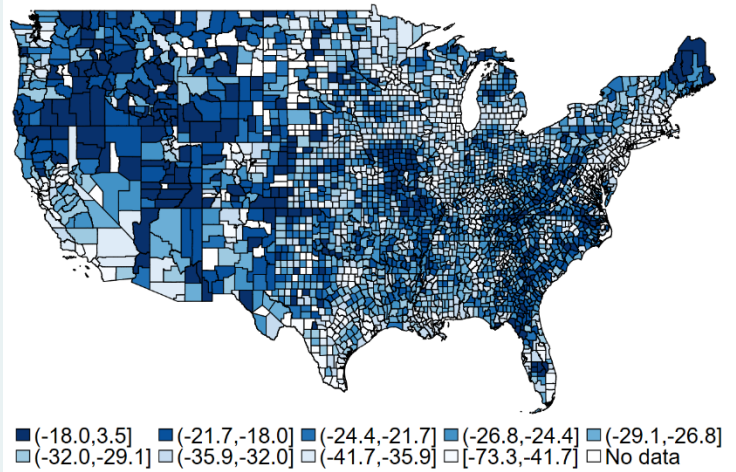 (-18.0,3.5] (-21.7,-18.0] (-24.4,-21.7] (-26.8,-24.4] (-29.1,-26.8]
(-32.0,-29.1] (-35.9,-32.0] (-41.7,-35.9] [-73.3,-41.7] No data